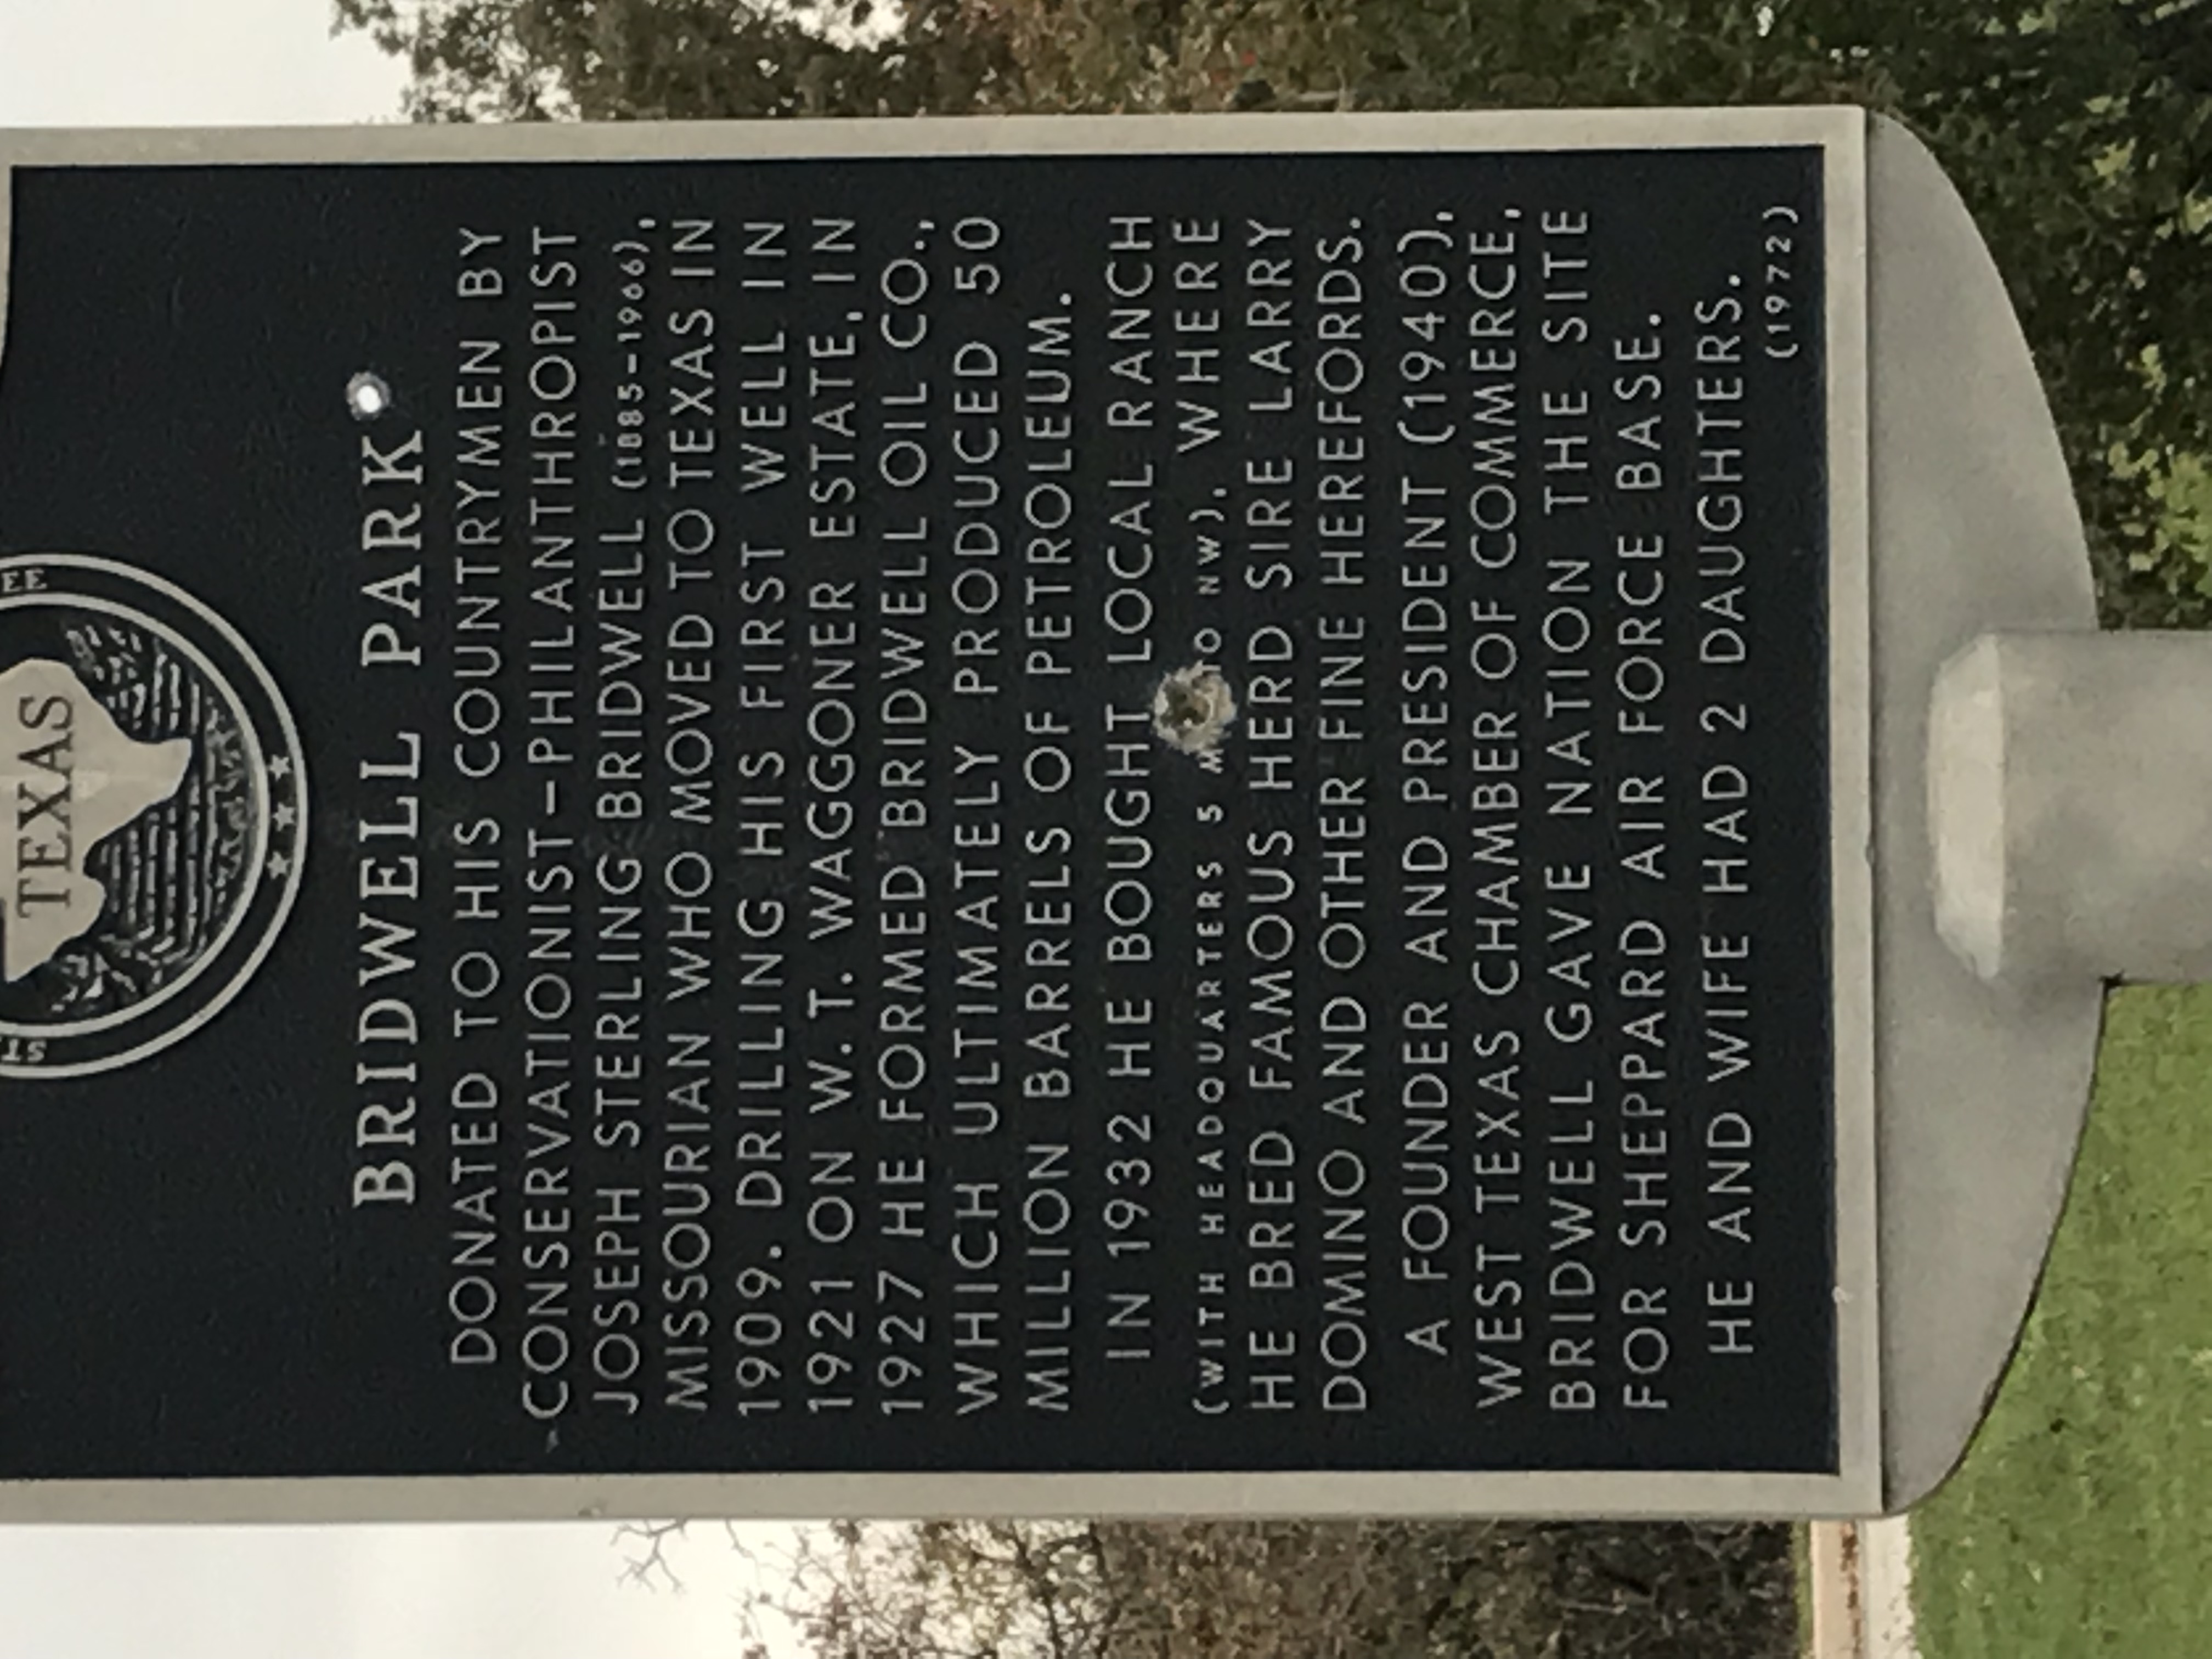 TEXAS
BRIDWELL PARK
DONATED TO HIS COUNTRYMEN BY
CONSERVATIONIST-PHILANTHROPIST
JOSEPH STERLING BRIDWELL (1885-1966),
MISSOURIAN WHO MOVED TO TEXAS IN
1909. DRILLING HIS FIRST WELL IN
1921 ON W. T. WAGGONER ESTATE, IN
1927 HE FORMED BRIDWELL OIL CO.,
WHICH ULTIMATELY PRODUCED 50
MILLION BARRELS OF PETROLEUM.
IN 1932 HE BOUGHT LOCAL RANCH
(WITH HEADQUARTERS 5 TO NW), WHERE
HE BRED FAMOUS HERD SIRE LARRY
DOMINO AND OTHER FINE HEREFORDS.
A FOUNDER AND PRESIDENT (1940),
WEST TEXAS CHAMBER OF COMMERCE,
BRIDWELL GAVE NATION THE SITE
FOR SHEPPARD AIR FORCE BASE.
HE AND WIFE HAD 2 DAUGHTERS.
(1972)